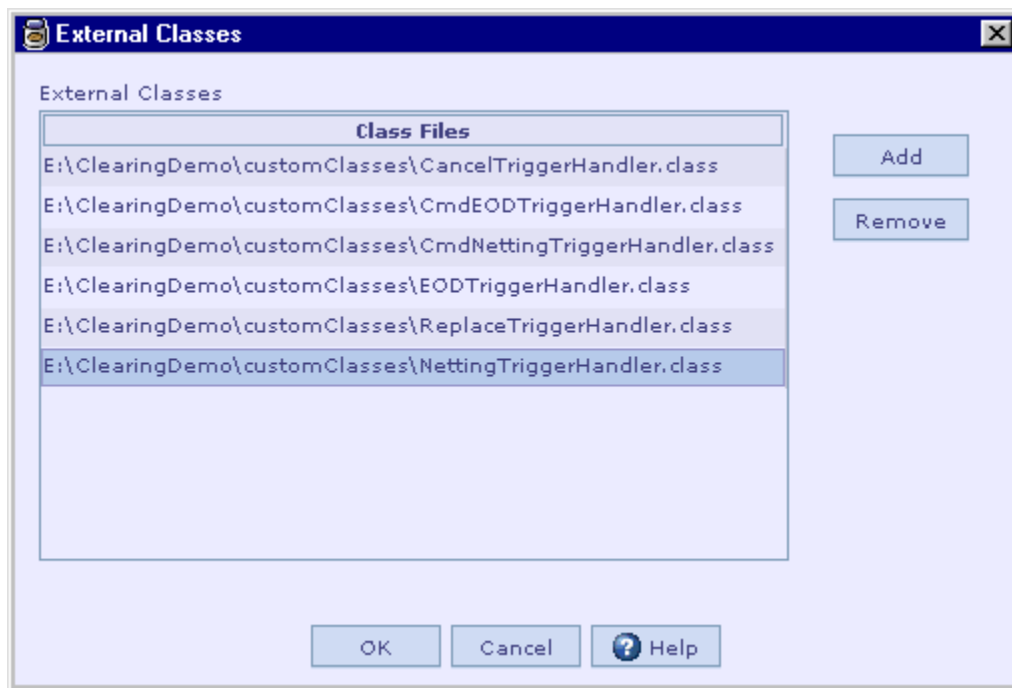 External Classes
External Classes
Class Files
E:\ClearingDemo\customClasses\CancelTriggerHandler.class
Add
E:\ClearingDemo\customClasses\CmdEODTriggerHandler.class
Remove
E:\ClearingDemo\customClasses\CmdNettingTriggerHandler.class
E:\ClearingDemo\customClasses\EODTriggerHandler.class
E:\ClearingDemo\customClasses\ReplaceTriggerHandler.class
E:\ClearingDemo\customClasses\NettingTriggerHandler.class
OK Cancel ? Help